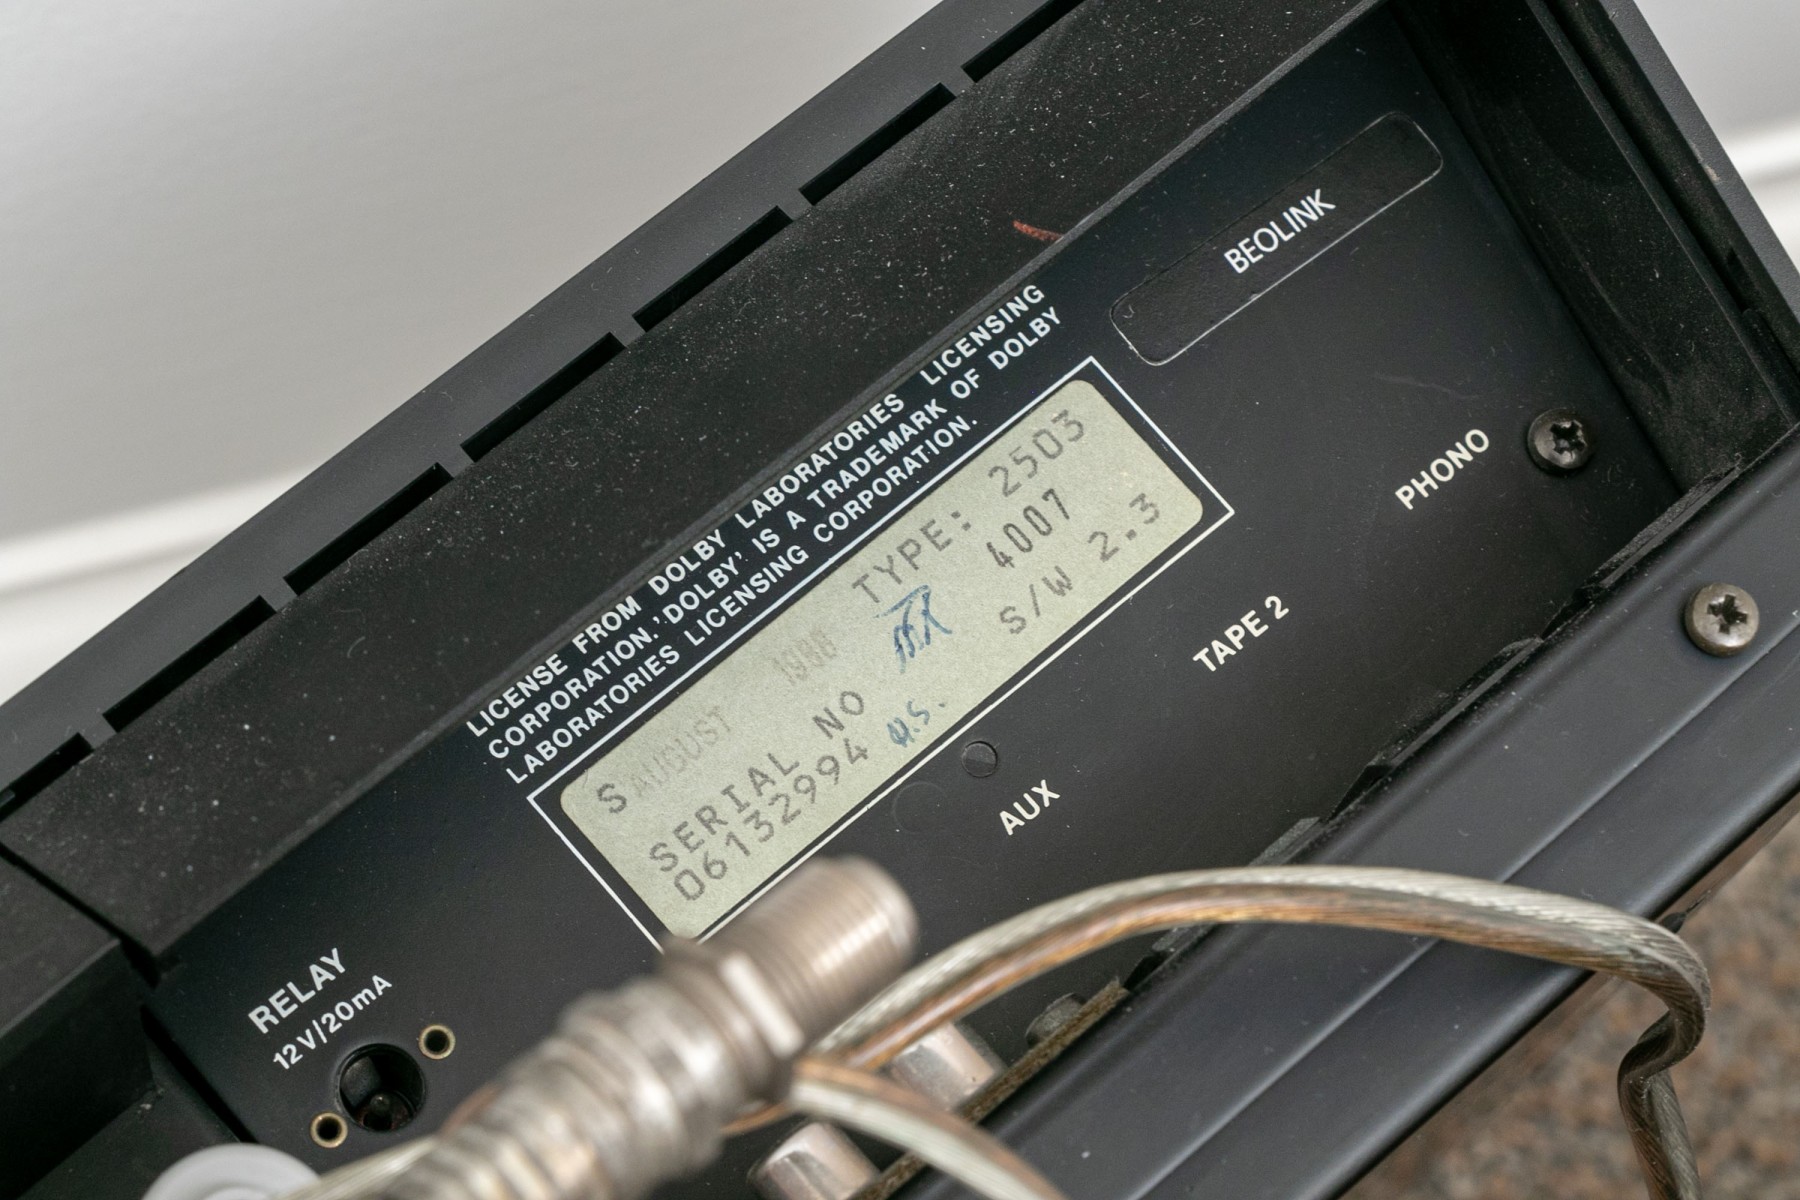 LICENSE FROM DOLBY LABORATORIES LICENSING
CORPORATION.'DOLBY' IS A TRADEMARK OF DOLBY
LABORATORIES LICENSING CORPORATION.
BEOLINK
TYPE: 2503
S AUGUST 1988 4007
SERIAL NO S/W 2.3
06132994 H.S.
PHONO
TAPE 2
AUX
RELAY
12V/20mA